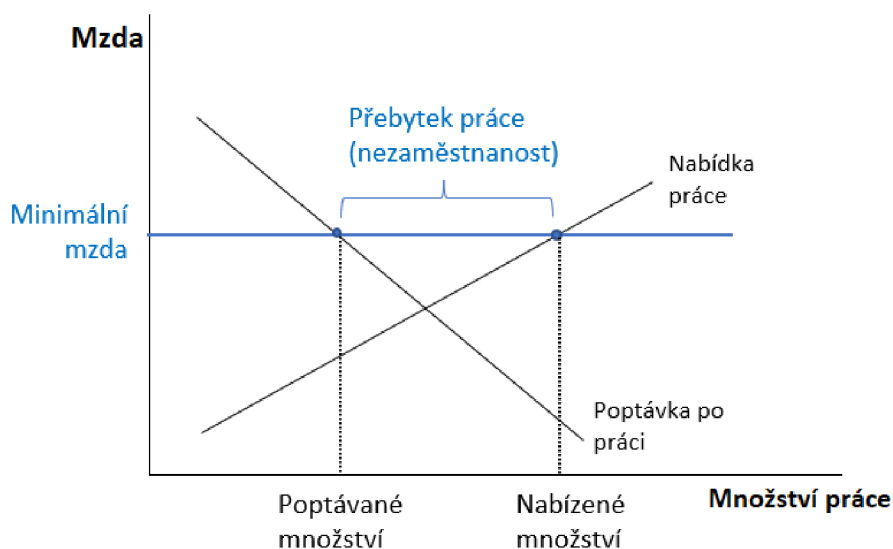 Mzda
Přebytek práce
(nezaměstnanost)
Nabídka
práce
Minimální
mzda
Poptávka po
práci
Poptávané
množství
Nabízené
množství
Množství práce